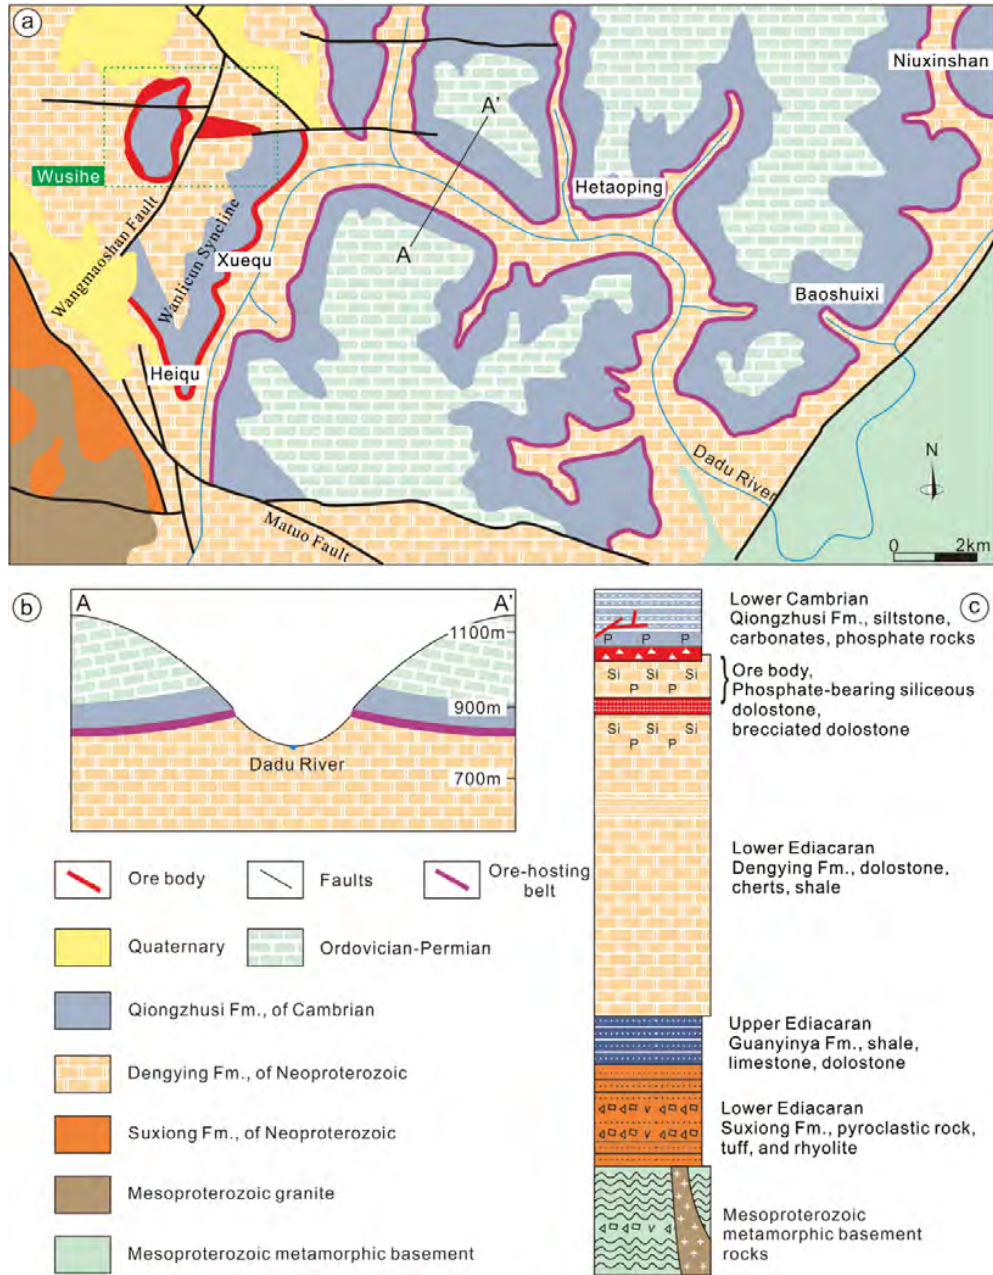 a
Niuxinshan
A'
Wusihe
Hetaoping
Wangmaoshan Fault
Wanlicun Syncline
Xuequ
A
Baoshuixi
Heiqu
Dadu River
N
Matuo Fault
0 2km
b
A
A'
1100m
900m
Dadu River
700m
c
Lower Cambrian
Qiongzhusi Fm., siltstone,
carbonates, phosphate rocks
P P P
Si Si
P P
Ore body,
Phosphate-bearing siliceous
dolostone,
brecciated dolostone
Si Si
P P
Lower Ediacaran
Dengying Fm., dolostone,
cherts, shale
Upper Ediacaran
Guanyinya Fm., shale,
limestone, dolostone
Lower Ediacaran
Suxiong Fm., pyroclastic rock,
tuff, and rhyolite
v
v
Mesoproterozoic
metamorphic basement
rocks
v
Ore body
Faults
Ore-hosting
belt
Quaternary
Ordovician-Permian
Qiongzhusi Fm., of Cambrian
Dengying Fm., of Neoproterozoic
Suxiong Fm., of Neoproterozoic
Mesoproterozoic granite
Mesoproterozoic metamorphic basement